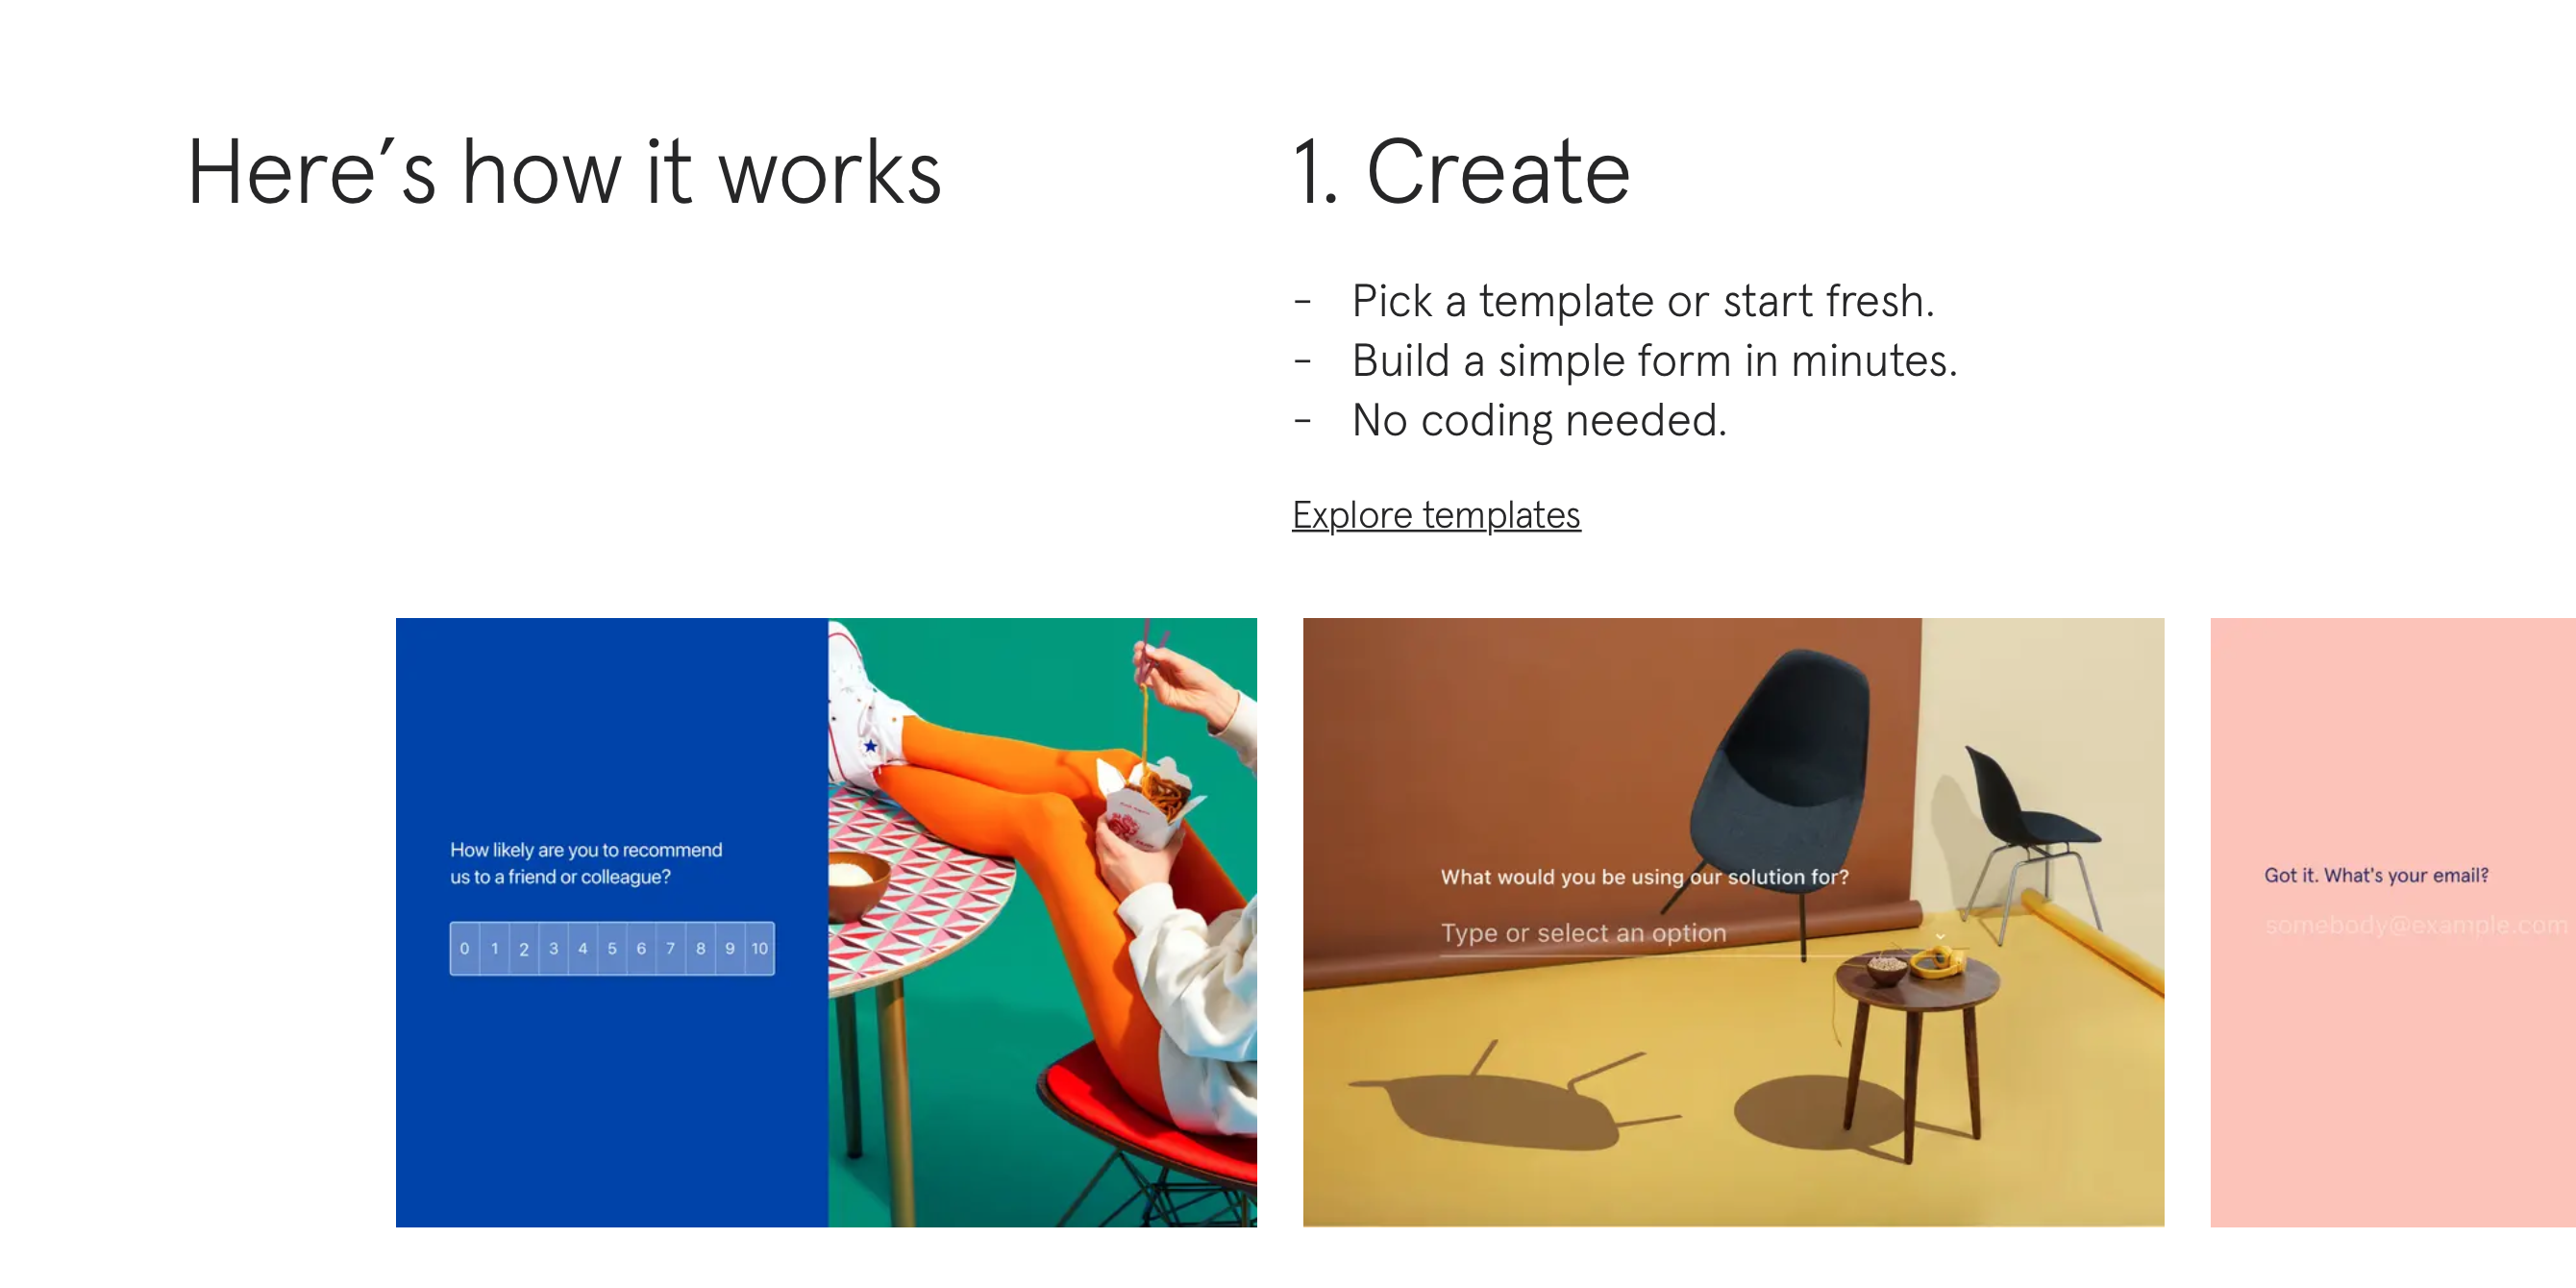 Here′s how it works
1. Create
- Pick a template or start fresh.
- Build a simple form in minutes.
- No coding needed.
Explore templates
How likely are you to recommend
us to a friend or colleague?
0 1 2 3 4 5 6 7 8 9 10
What would you be using our solution for?
Type or select an option
Got it. What's your email?
somebody@example.com